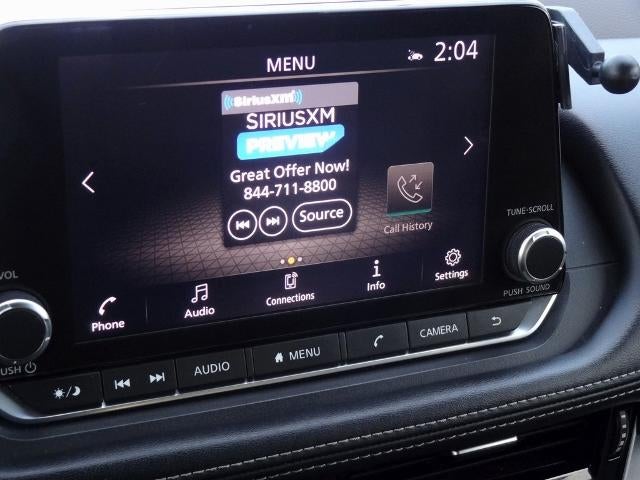 MENU
2:04
SiriusXM
SIRIUSXM
PREVIEW
Great Offer Now!
844-711-8800
Source
Call History
TUNE·SCROLL
PUSH SOUND
VOL
PUSH
Phone
Audio
Connections
Info
Settings
AUDIO
MENU
CAMERA